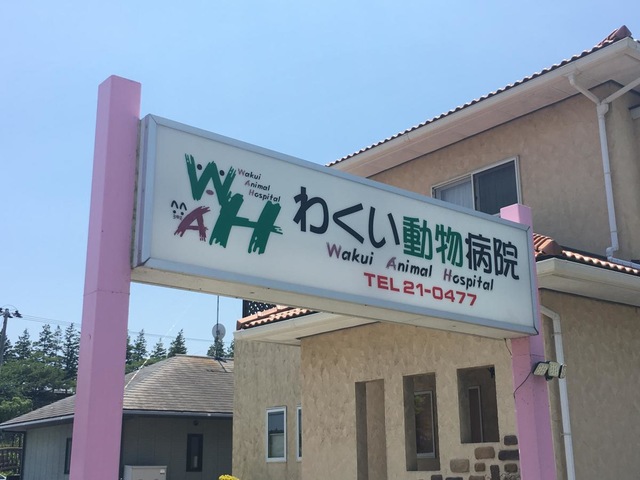 WAH
Wakui
Animal
Hospital
わくい動物病院
Wakui Animal Hospital
TEL 21-0477